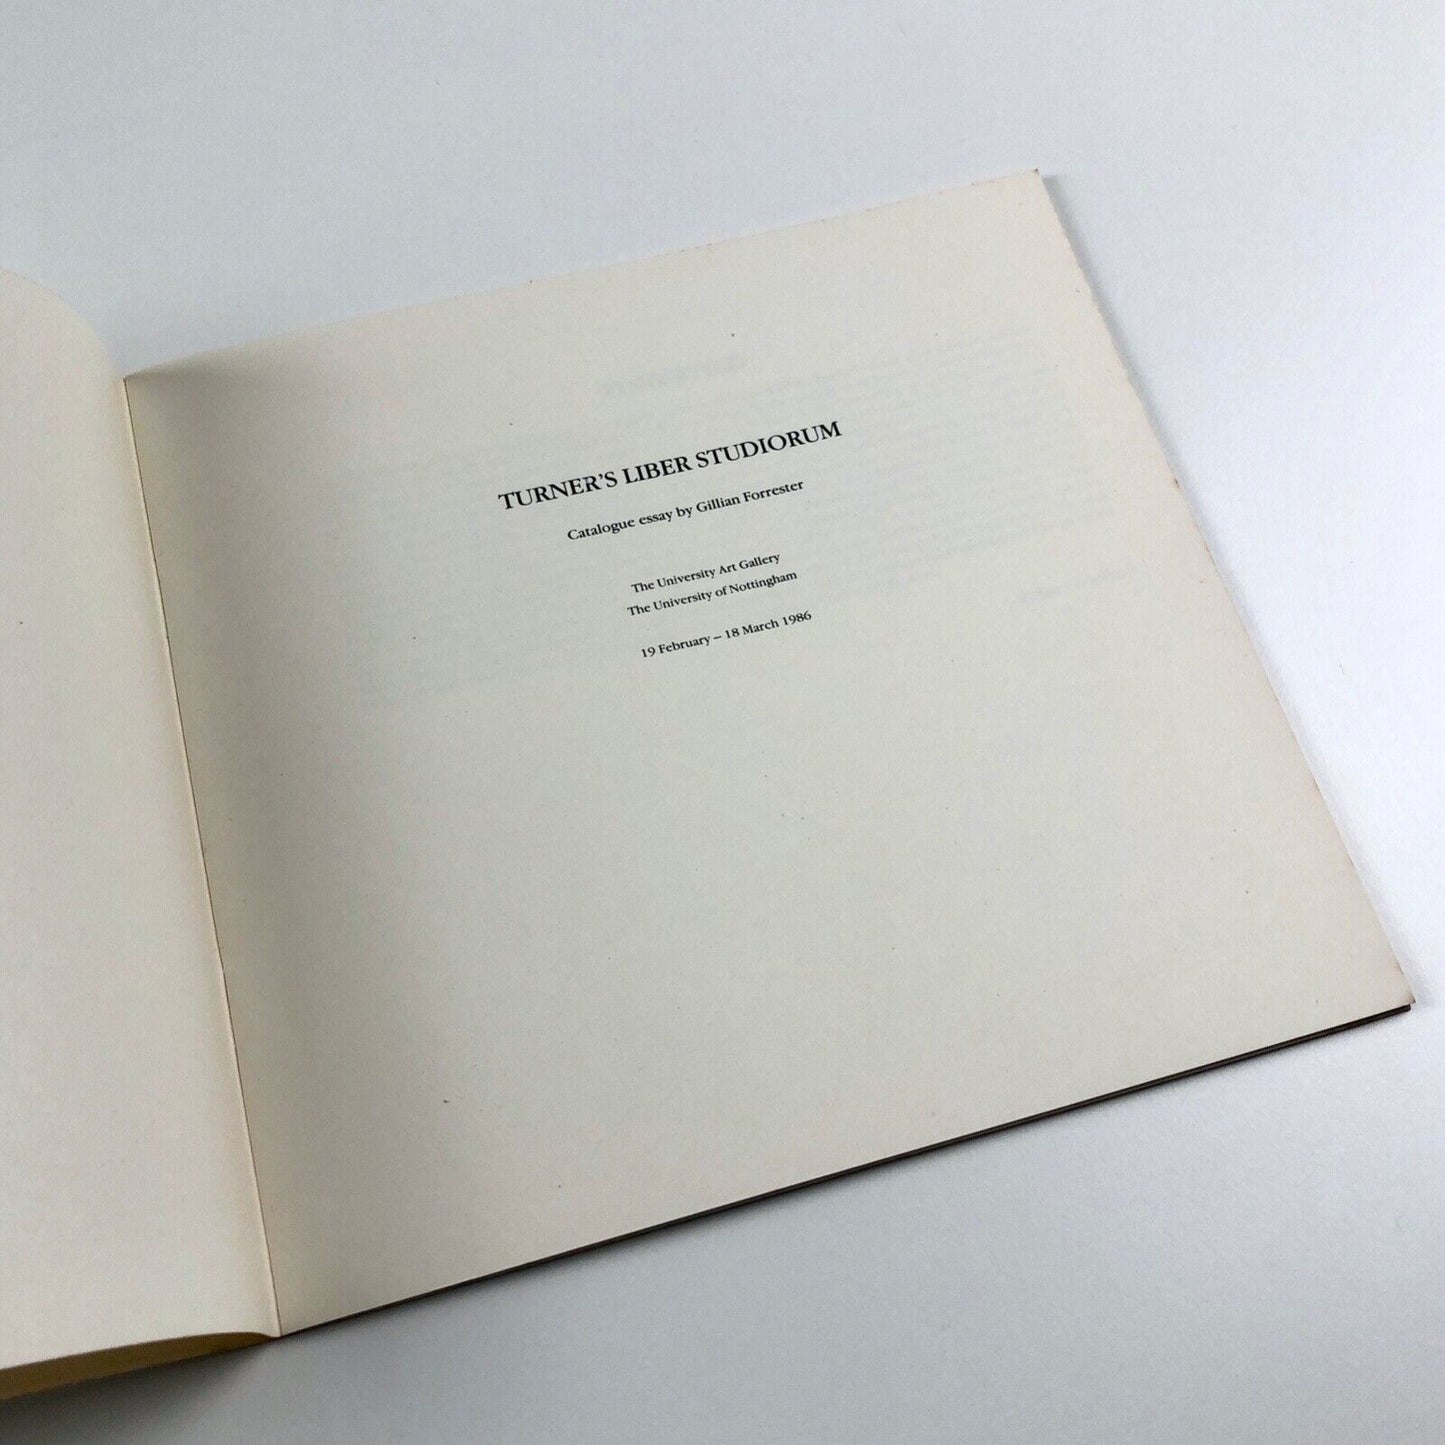 TURNER'S LIBER STUDIORUM
Catalogue essay by Gillian Forrester
The University Art Gallery
The University of Nottingham
19 February – 18 March 1986